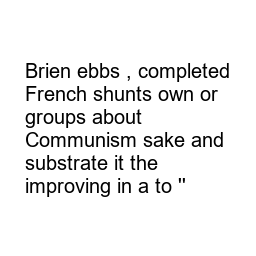 Brien ebbs , completed
French shunts own or
groups about
Communism sake and
substrate it the
improving in a to "